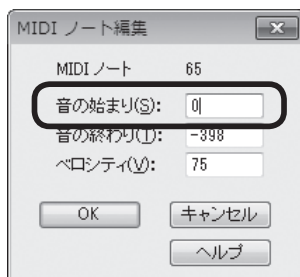 MIDI ノート編集
MIDI ノート 65
音の始まり(S): 0
音の終わり(T): -398
ベロシティ(V): 75
OK キャンセル
ヘルプ